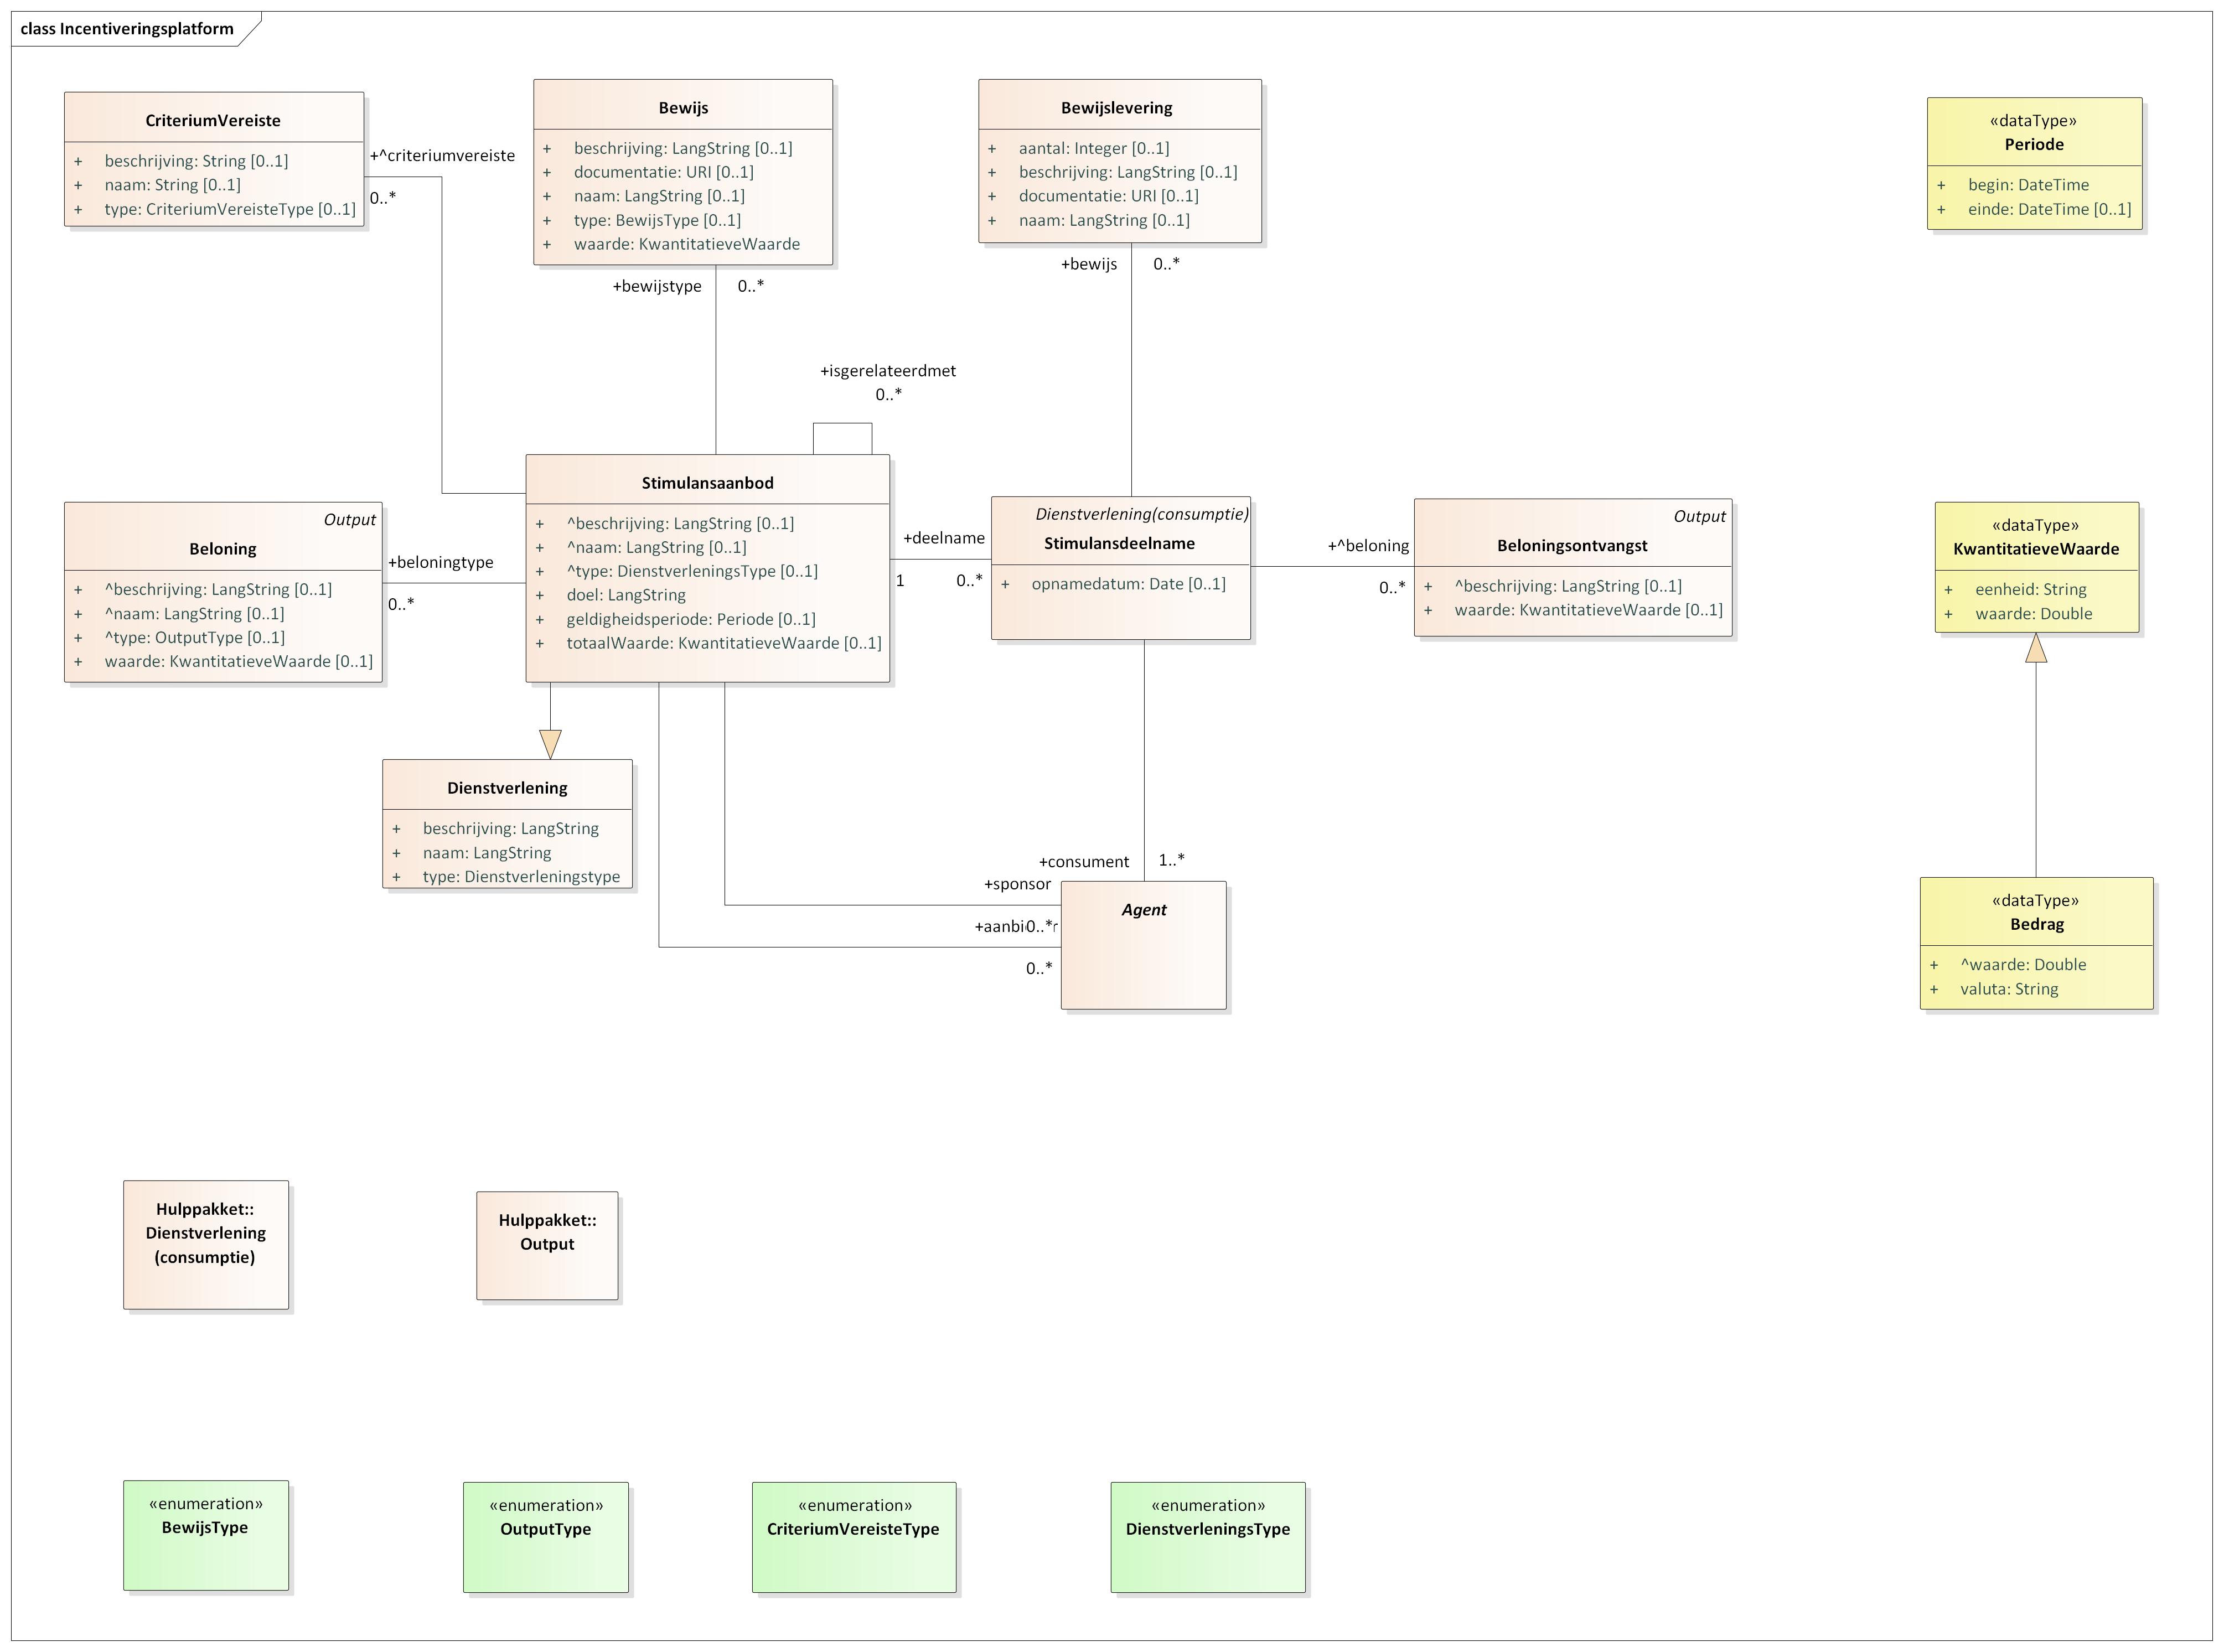 class Incentiveringsplatform
CriteriumVereiste
+ beschrijving: String [0..1]
+ naam: String [0..1]
+ type: CriteriumVereisteType [0..1]
+^criteriumvereiste
0..*
Bewijs
+ beschrijving: LangString [0..1]
+ documentatie: URI [0..1]
+ naam: LangString [0..1]
+ type: BewijsType [0..1]
+ waarde: KwantitatieveWaarde
+bewijstype 0..*
Bewijslevering
+ aantal: Integer [0..1]
+ beschrijving: LangString [0..1]
+ documentatie: URI [0..1]
+ naam: LangString [0..1]
+bewijs 0..*
«dataType»
Periode
+ begin: DateTime
+ einde: DateTime [0..1]
+isgerelateerdmet
0..*
Output
Beloning
+ ^beschrijving: LangString [0..1]
+ ^naam: LangString [0..1]
+ ^type: OutputType [0..1]
+ waarde: KwantitatieveWaarde [0..1]
+beloningtype
0..*
Stimulansaanbod
+ ^beschrijving: LangString [0..1]
+ ^naam: LangString [0..1]
+ ^type: DienstverleningsType [0..1]
+ doel: LangString
+ geldigheidsperiode: Periode [0..1]
+ totaalWaarde: KwantitatieveWaarde [0..1]
+deelname
1 0..*
Dienstverlening(consumptie)
Stimulansdeelname
+ opnamedatum: Date [0..1]
+^beloning
0..*
Output
Beloningsontvangst
+ ^beschrijving: LangString [0..1]
+ waarde: KwantitatieveWaarde [0..1]
«dataType»
KwantitatieveWaarde
+ eenheid: String
+ waarde: Double
Dienstverlening
+ beschrijving: LangString
+ naam: LangString
+ type: Dienstverleningstype
+consument 1..*
+sponsor
0..*
0..*
Agent
«dataType»
Bedrag
+ ^waarde: Double
+ valuta: String
Hulppakket::
Dienstverlening
(consumptie)
Hulppakket::
Output
«enumeration»
BewijsType
«enumeration»
OutputType
«enumeration»
CriteriumVereisteType
«enumeration»
DienstverleningsType